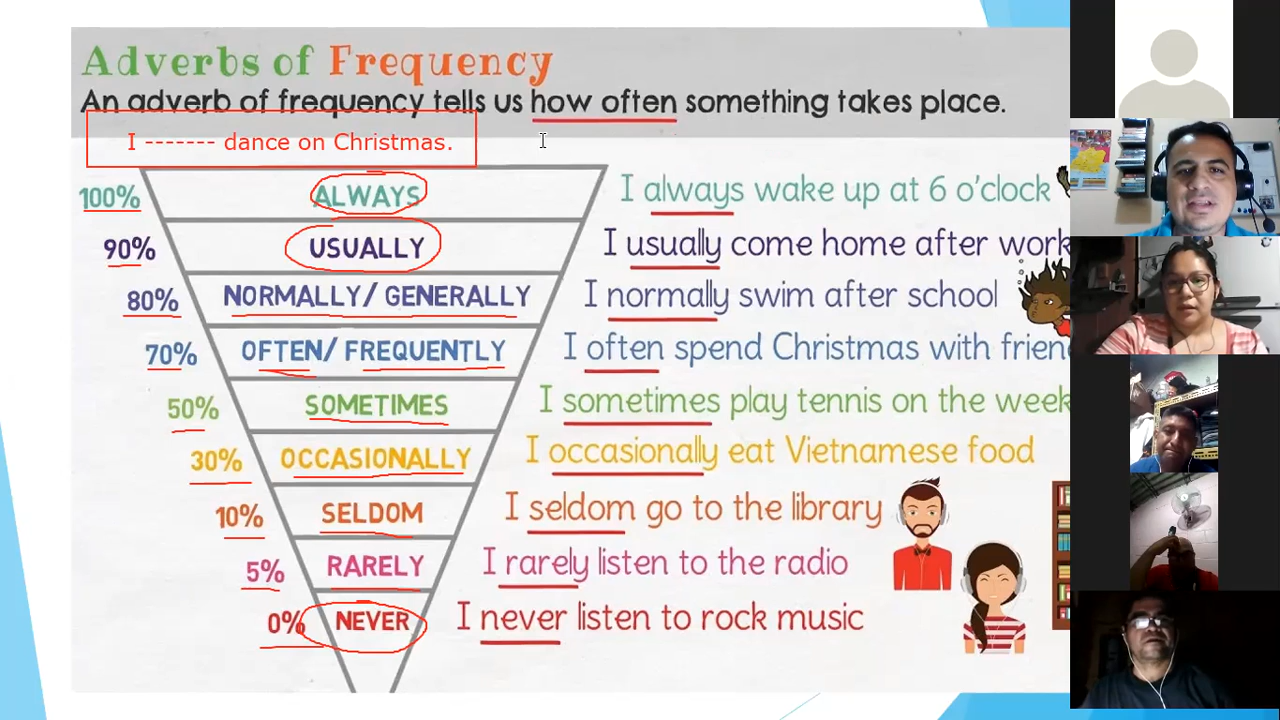 Adverbs of Frequency
An adverb of frequency tells us how often something takes place.
I ------- dance on Christmas.
100% ALWAYS I always wake up at 6 o'clock
90% USUALLY I usually come home after work
80% NORMALLY/ GENERALLY I normally swim after school
70% OFTEN/ FREQUENTLY I often spend Christmas with frien
50% SOMETIMES I sometimes play tennis on the week
30% OCCASIONALLY I occasionally eat Vietnamese food
10% SELDOM I seldom go to the library
5% RARELY I rarely listen to the radio
0% NEVER I never listen to rock music